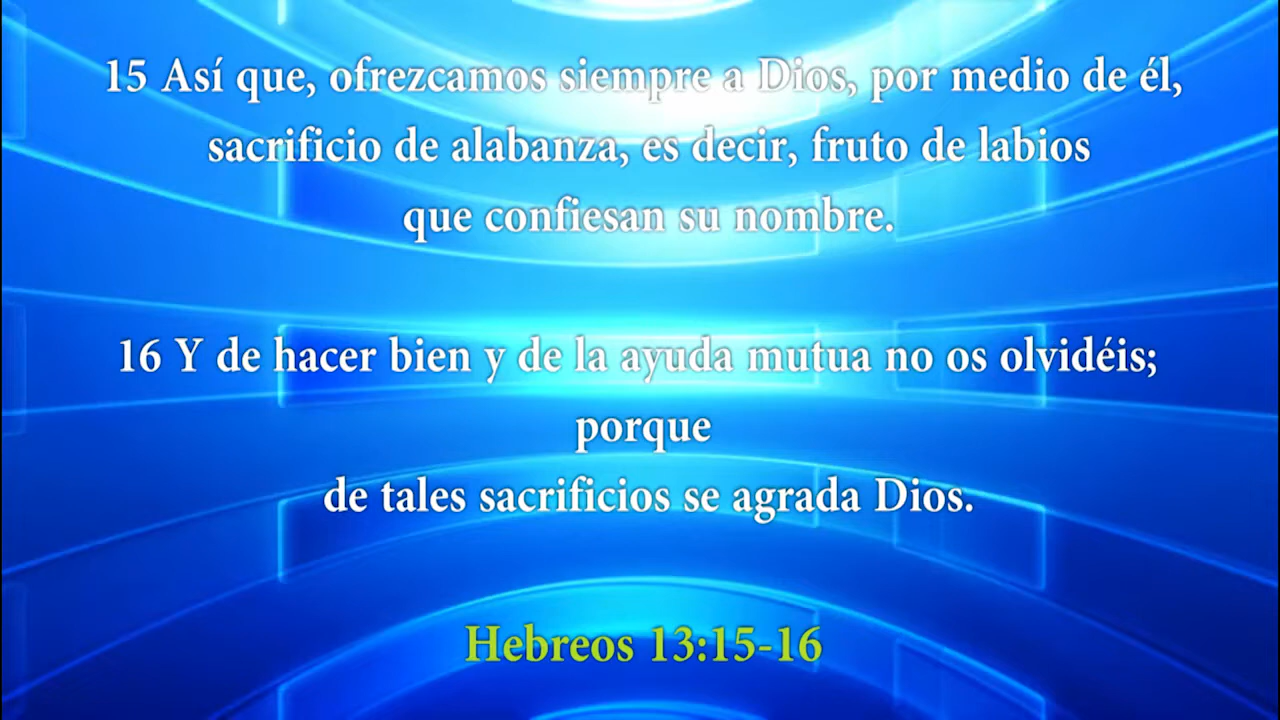 15 Así que, ofrezcamos siempre a Dios, por medio de él,
sacrificio de alabanza, es decir, fruto de labios
que confiesan su nombre.
16 Y de hacer bien y de la ayuda mutua no os olvidéis;
porque
de tales sacrificios se agrada Dios.
Hebreos 13:15-16